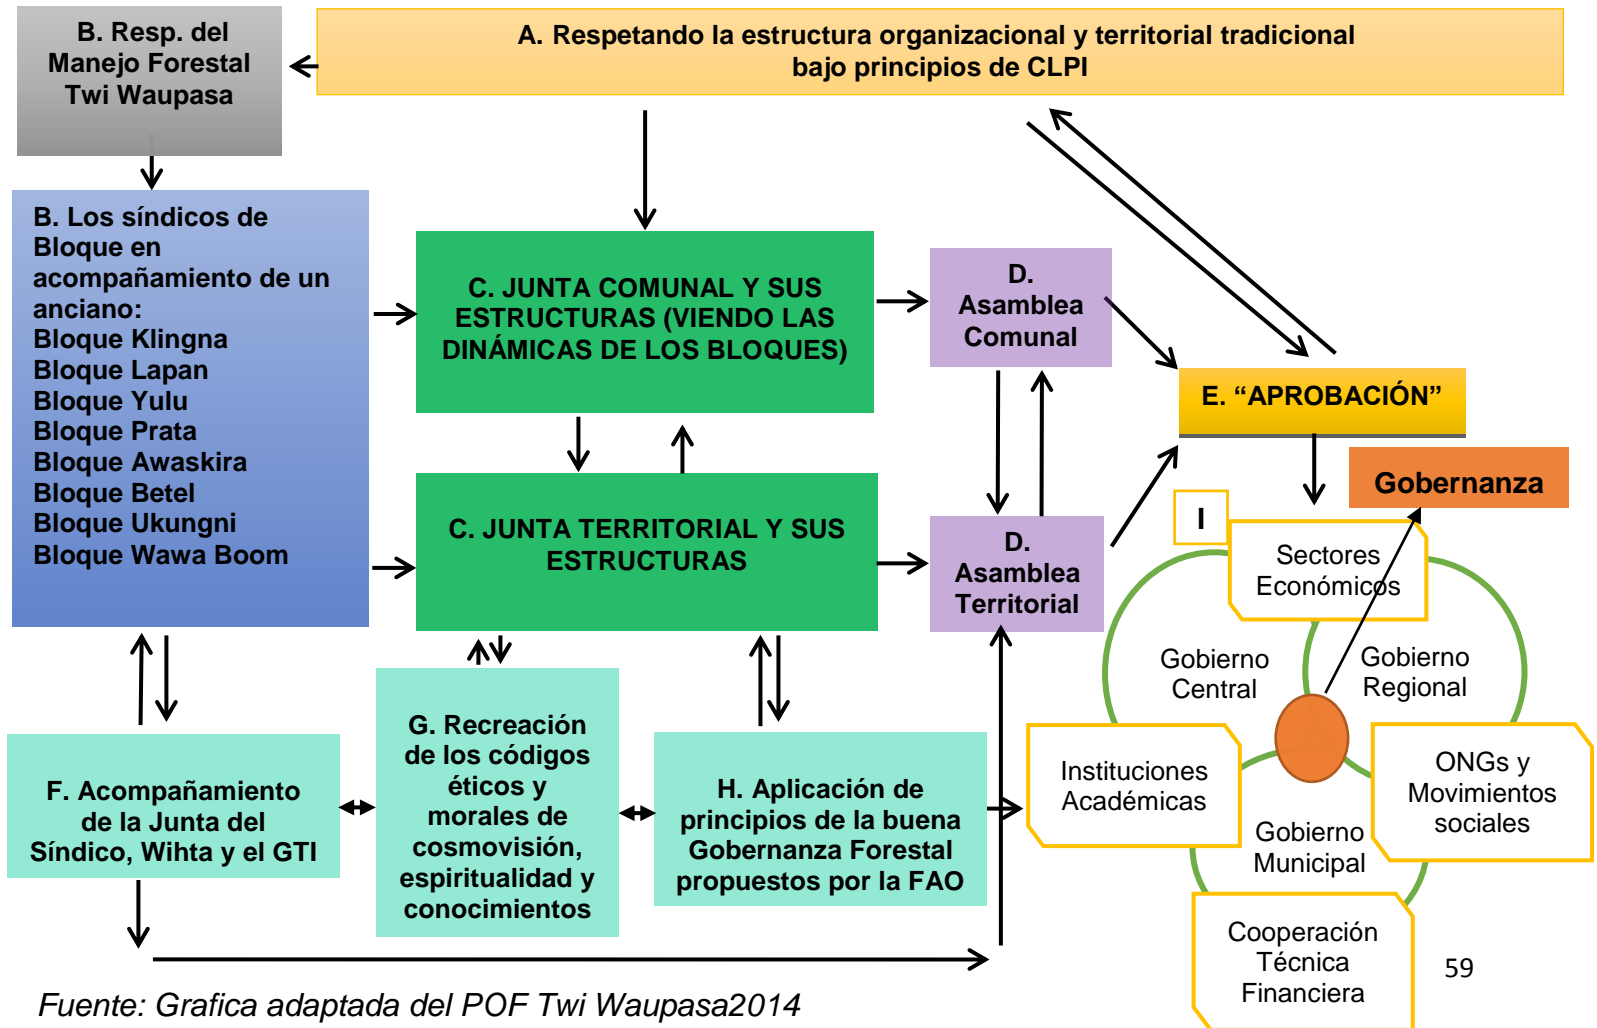 B. Resp. del
Manejo Forestal
Twi Waupasa
A. Respetando la estructura organizacional y territorial tradicional
bajo principios de CLPI
B. Los síndicos de
Bloque en
acompañamiento de un
anciano:
Bloque Klingna
Bloque Lapan
Bloque Yulu
Bloque Prata
Bloque Awaskira
Bloque Betel
Bloque Ukungni
Bloque Wawa Boom
C. JUNTA COMUNAL Y SUS
ESTRUCTURAS (VIENDO LAS
DINÁMICAS DE LOS BLOQUES)
D.
Asamblea
Comunal
E. “APROBACIÓN”
C. JUNTA TERRITORIAL Y SUS
ESTRUCTURAS
D.
Asamblea
Territorial
Gobernanza
I
Sectores
Económicos
Gobierno
Central
Gobierno
Regional
Instituciones
Académicas
ONGs y
Movimientos
sociales
Gobierno
Municipal
Cooperación
Técnica
Financiera
F. Acompañamiento
de la Junta del
Síndico, Wihta y el GTI
G. Recreación
de los códigos
éticos y
morales de
cosmovisión,
espiritualidad y
conocimientos
H. Aplicación de
principios de la buena
Gobernanza Forestal
propuestos por la FAO
59
Fuente: Grafica adaptada del POF Twi Waupasa2014